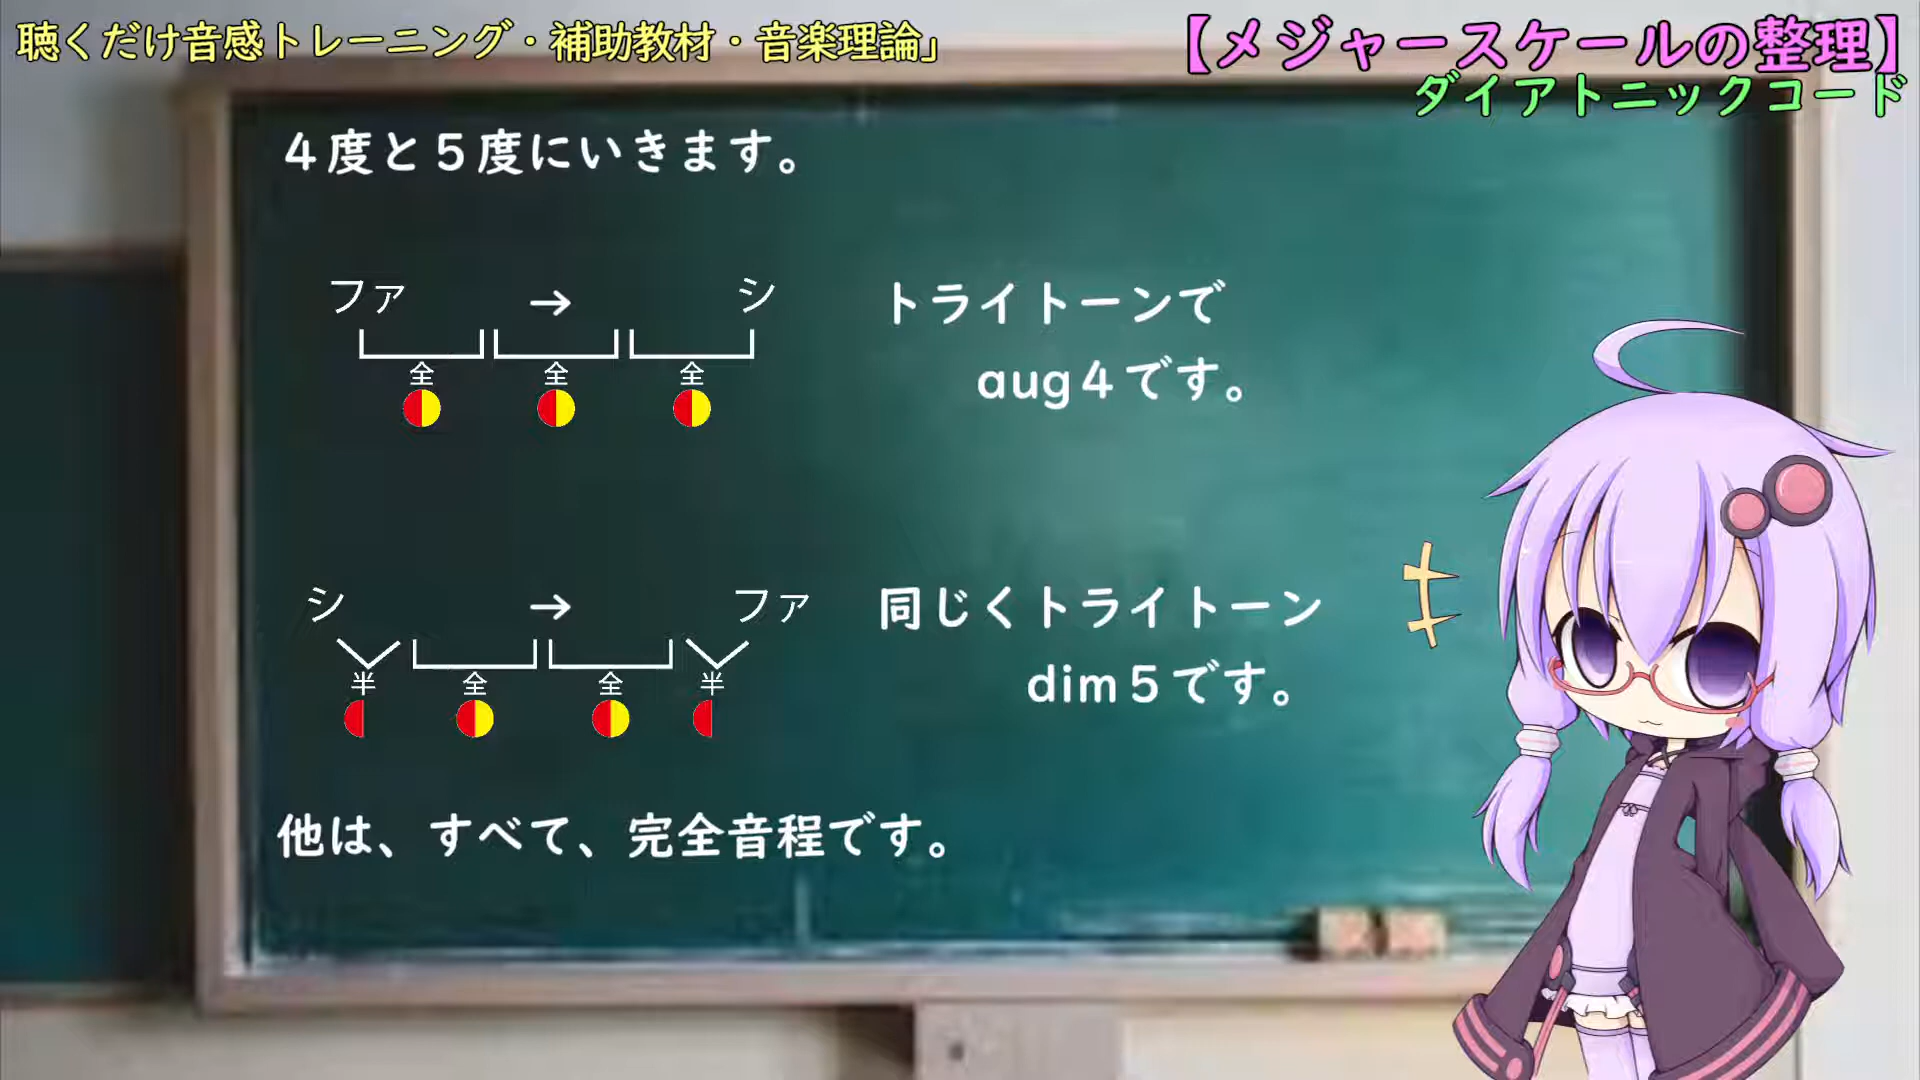 聴くだけ音感トレーニング・補助教材・音楽理論」
【メジャースケールの整理】
ダイアトニックコード
４度と５度にいきます。
ファ → シ
全 全 全
トライトーンで
aug４です。
シ → ファ
半 全 全 半
同じくトライトーン
dim５です。
他は、すべて、完全音程です。